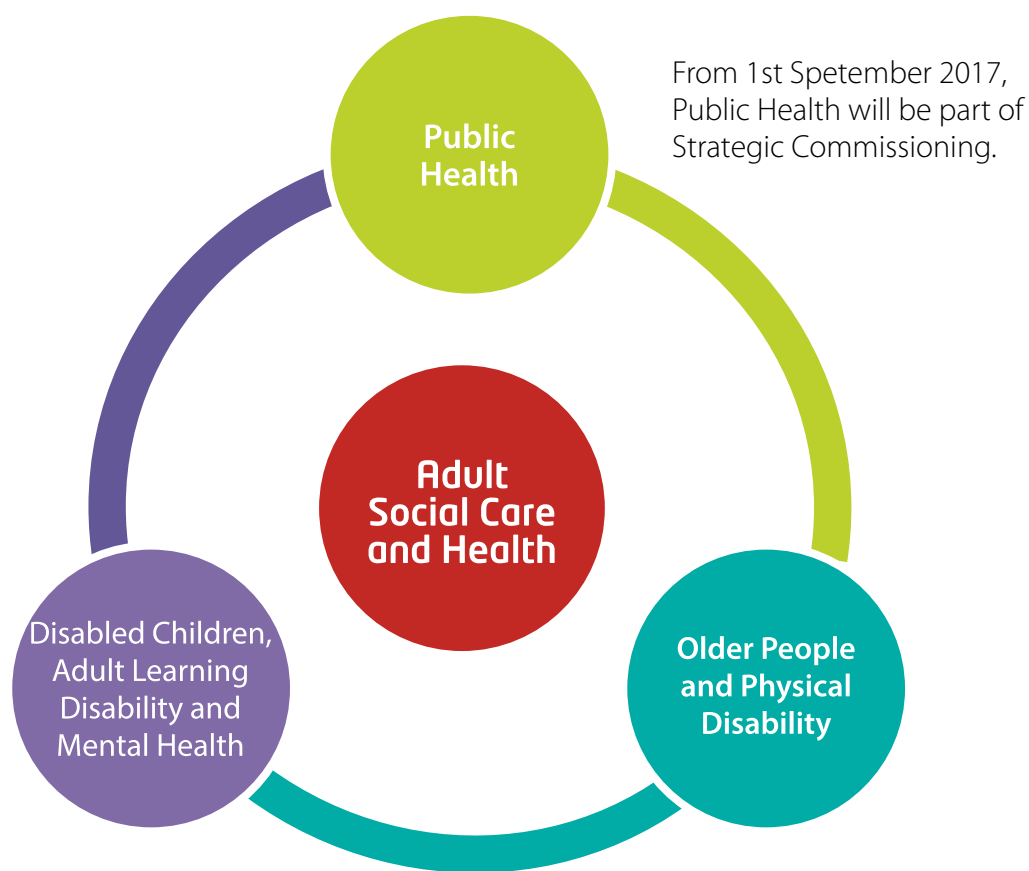 From 1st Spetember 2017,
Public Health will be part of
Strategic Commissioning.
Public
Health
Adult
Social Care
and Health
Disabled Children,
Adult Learning
Disability and
Mental Health
Older People
and Physical
Disability